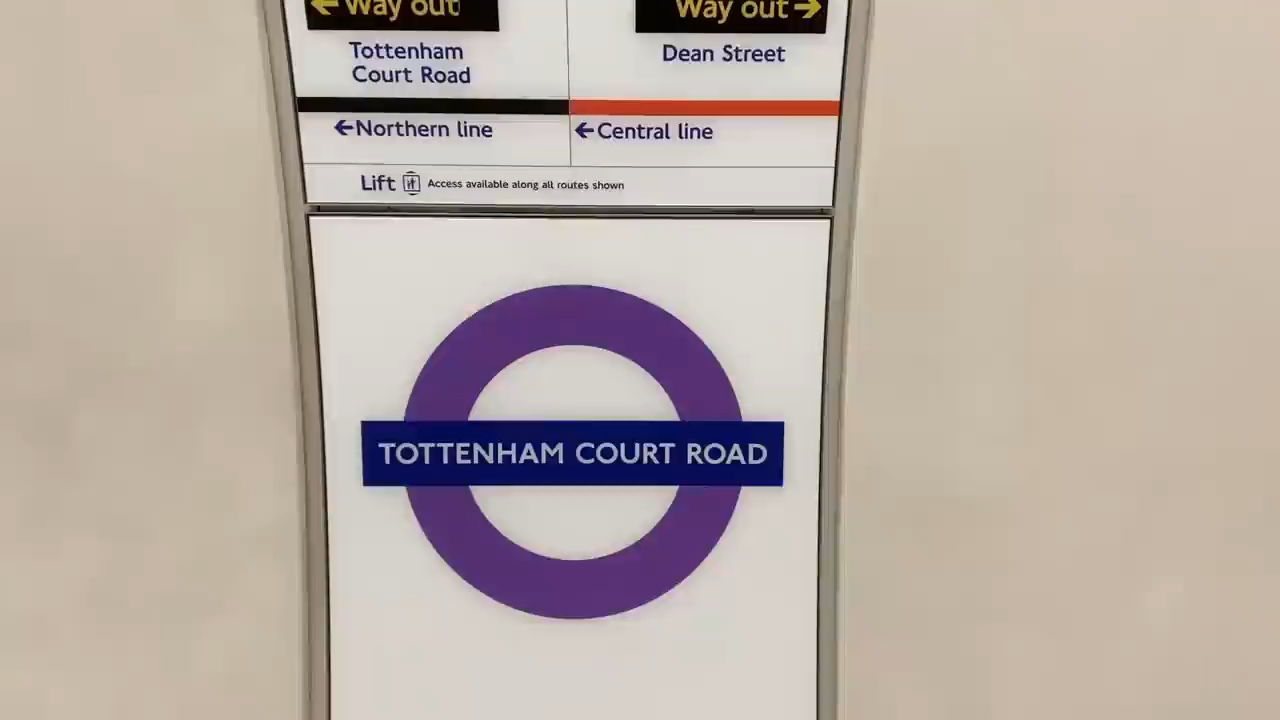 ← Way out
Way out →
Tottenham
Court Road
Dean Street
←Northern line
←Central line
Lift Access available along all routes shown
TOTTENHAM COURT ROAD